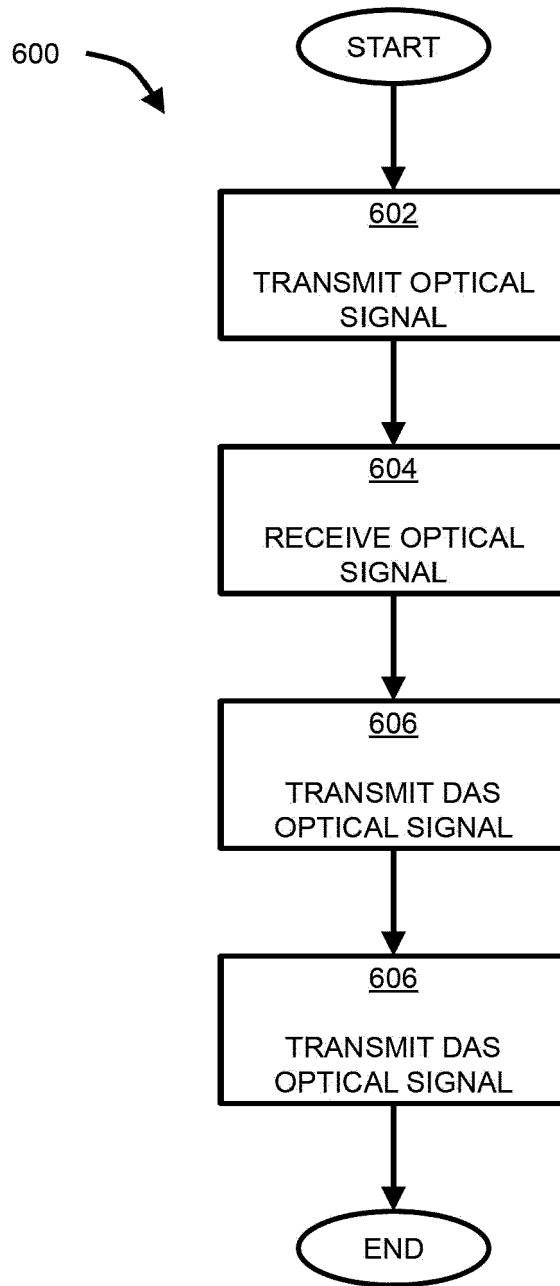 600
START
602
TRANSMIT OPTICAL
SIGNAL
604
RECEIVE OPTICAL
SIGNAL
606
TRANSMIT DAS
OPTICAL SIGNAL
606
TRANSMIT DAS
OPTICAL SIGNAL
END